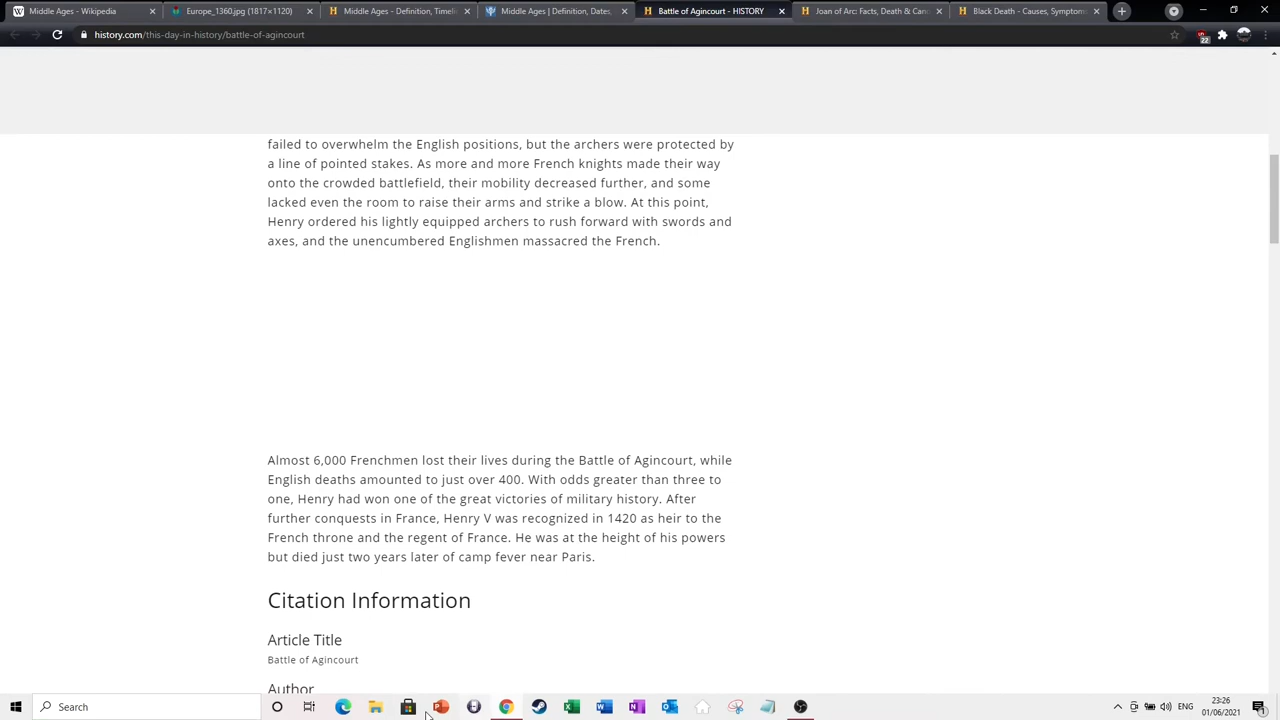 Middle Ages - Wikipedia
Europe_1360.jpg (1817×1120)
Middle Ages – Definition, Timeli
Middle Ages | Definition, Dates,
Battle of Agincourt - HISTORY
Joan of Arc: Facts, Death & Can
Black Death - Causes, Symptom
history.com/this-day-in-history/battle-of-agincourt
22
failed to overwhelm the English positions, but the archers were protected by
a line of pointed stakes. As more and more French knights made their way
onto the crowded battlefield, their mobility decreased further, and some
lacked even the room to raise their arms and strike a blow. At this point,
Henry ordered his lightly equipped archers to rush forward with swords and
axes, and the unencumbered Englishmen massacred the French.
Almost 6,000 Frenchmen lost their lives during the Battle of Agincourt, while
English deaths amounted to just over 400. With odds greater than three to
one, Henry had won one of the great victories of military history. After
further conquests in France, Henry V was recognized in 1420 as heir to the
French throne and the regent of France. He was at the height of his powers
but died just two years later of camp fever near Paris.
Citation Information
Article Title
Battle of Agincourt
Author
Search
ENG
23:26
01/06/2021